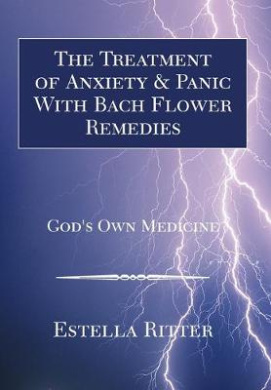 The Treatment
of Anxiety & Panic
With Bach Flower
Remedies
God's Own Medicine
Estella Ritter